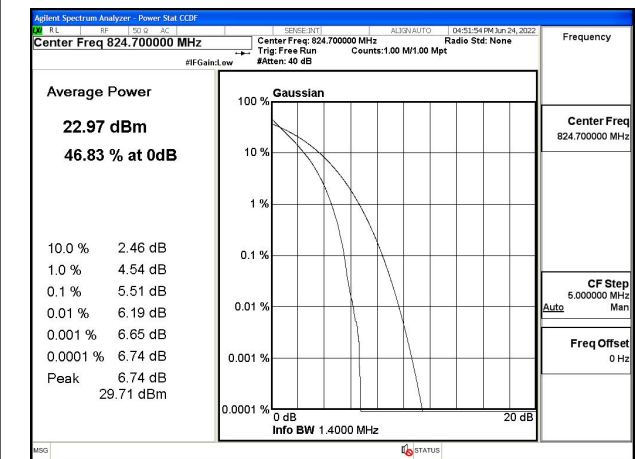 Agilent Spectrum Analyzer - Power Stat CCDF
LXI RL RF 50 Ω AC SENSE:INT ALIGNAUTO 04:51:54 PM Jun 24, 2022
Center Freq 824.700000 MHz
Center Freq: 824.700000 MHz Radio Std: None
Trig: Free Run Counts:1.00 M/1.00 Mpt
#IFGain:Low #Atten: 40 dB
Frequency
Average Power
22.97 dBm
46.83 % at 0dB
10.0 % 2.46 dB
1.0 % 4.54 dB
0.1 % 5.51 dB
0.01 % 6.19 dB
0.001 % 6.65 dB
0.0001 % 6.74 dB
Peak 6.74 dB
29.71 dBm
100 % Gaussian
10 %
1 %
0.1 %
0.01 %
0.001 %
0.0001 %
0 dB 20 dB
Info BW 1.4000 MHz
Center Freq
824.700000 MHz
CF Step
5.000000 MHz
Auto Man
Freq Offset
0 Hz
MSG STATUS